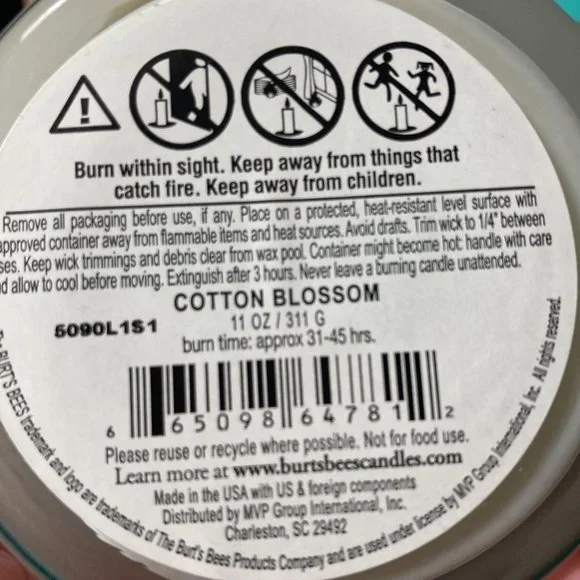 Burn within sight. Keep away from things that
catch fire. Keep away from children.
Remove all packaging before use, if any. Place on a protected, heat-resistant level surface with
approved container away from flammable items and heat sources. Avoid drafts. Trim wick to 1/4" between
Keep wick trimmings and debris clear from wax pool. Container might become hot: handle with care
allow to cool before moving. Extinguish after 3 hours. Never leave a burning candle unattended.
COTTON BLOSSOM
5090L1S1
11 OZ / 311 G
burn time: approx 31-45 hrs.
6 65098 64781 2
Please reuse or recycle where possible. Not for food use.
Learn more at www.burtsbeescandles.com
Made in the USA with US & foreign components
Distributed by MVP Group International, Inc.
Charleston, SC 29492
The BURT'S BEES trademark and logo are trademarks of The Burt's Bees Products Company and are used under license by MVP Group International, Inc. All rights reserved.